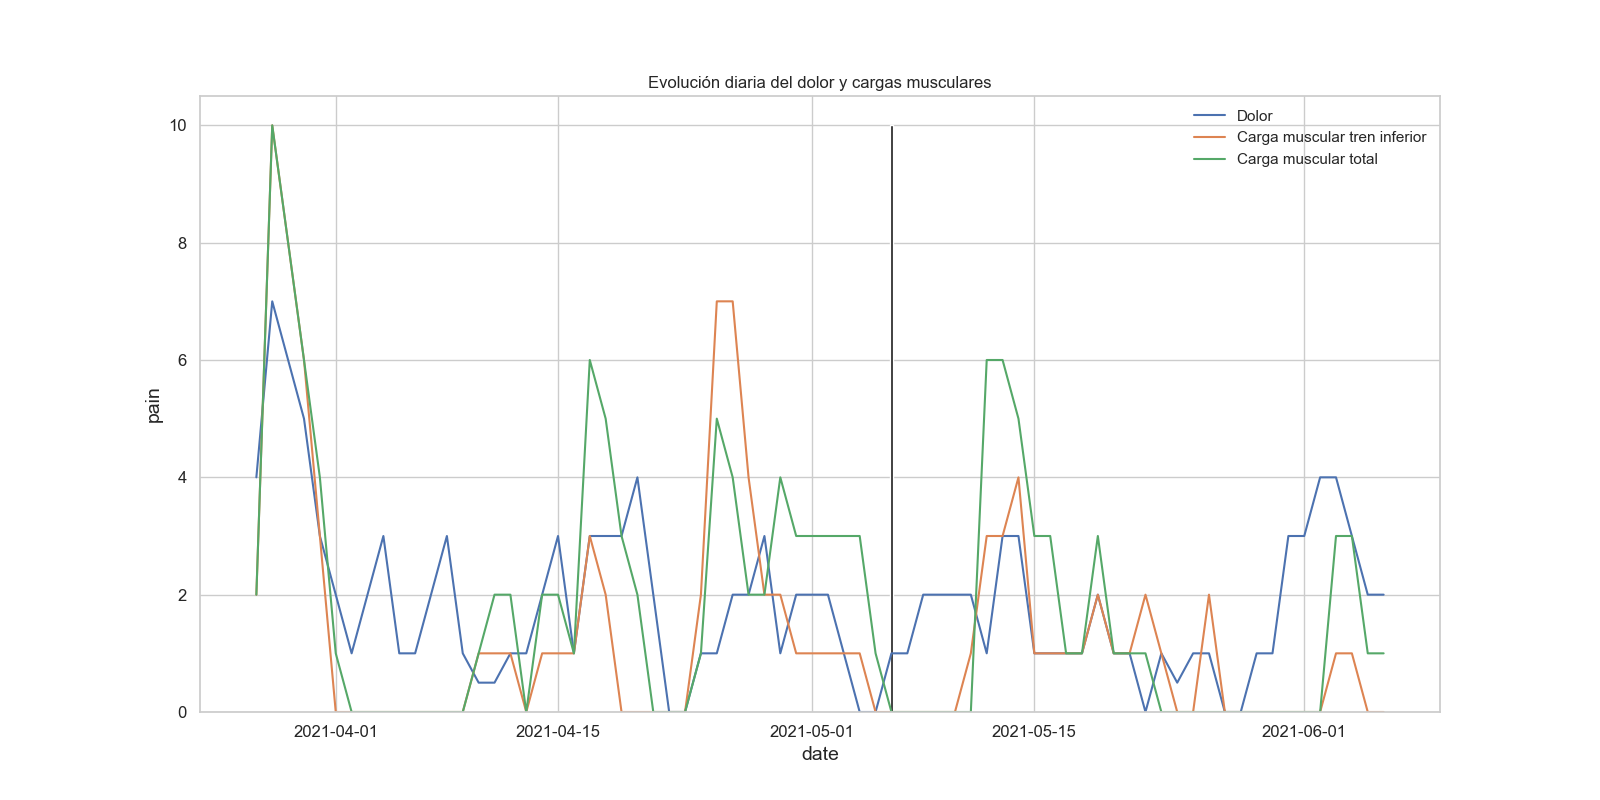 Evolución diaria del dolor y cargas musculares
Dolor
Carga muscular tren inferior
Carga muscular total
pain
10
8
6
4
2
0
2021-04-01
2021-04-15
2021-05-01
2021-05-15
2021-06-01
date